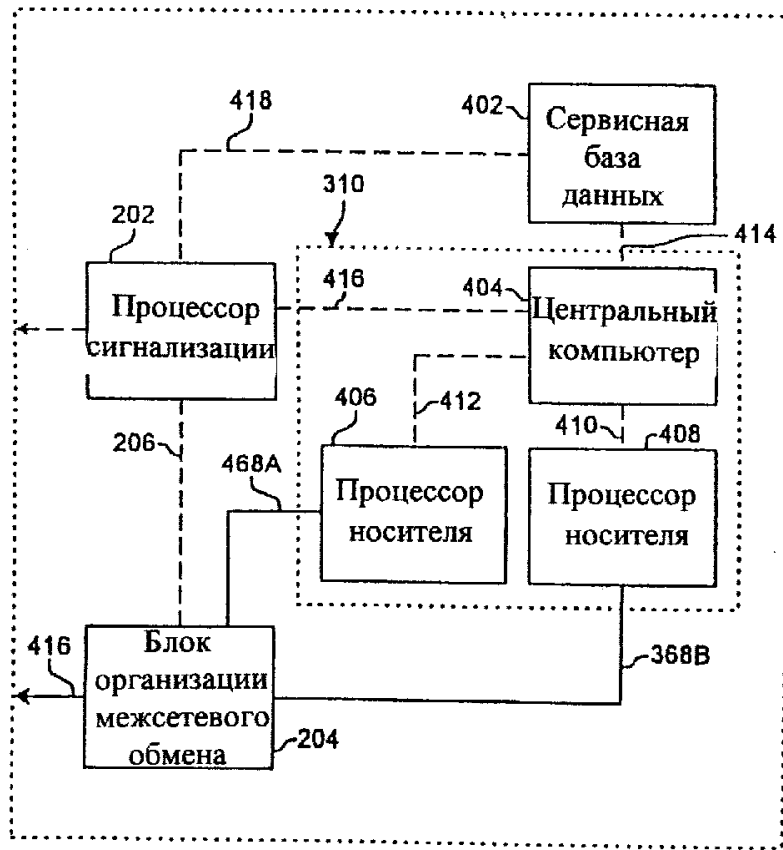 418
402
Сервисная
база
данных
310
202
414
Процессор
сигнализации
416
404
Центральный
компьютер
406
412
410
408
206
468A
Процессор
носителя
Процессор
носителя
416
Блок
организации
межсетевого
обмена
204
368B